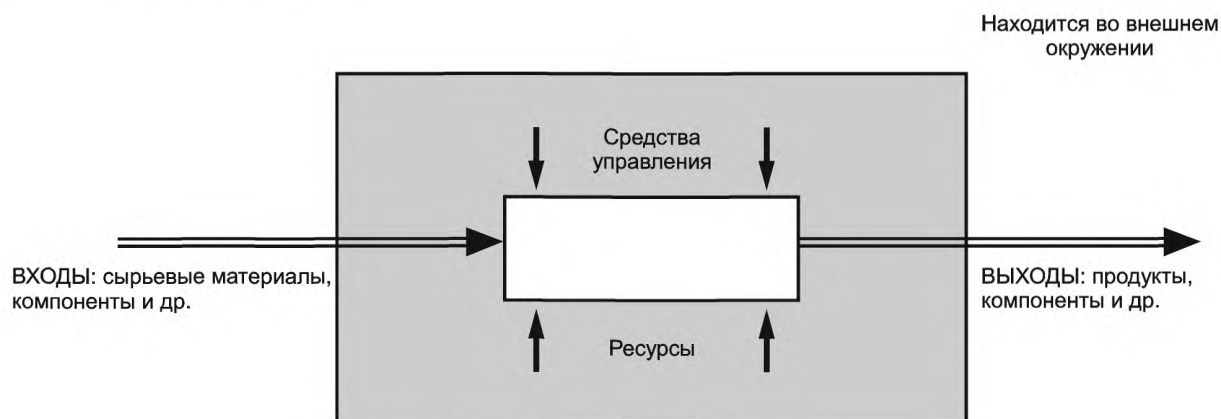 Находится во внешнем
окружении
Средства
управления
ВХОДЫ: сырьевые материалы,
компоненты и др.
ВЫХОДЫ: продукты,
компоненты и др.
Ресурсы